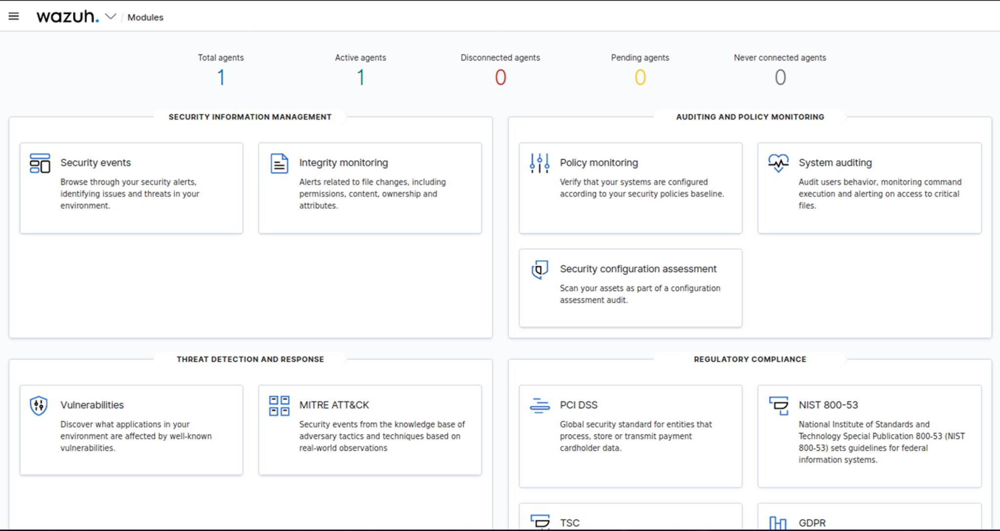 wazuh. / Modules
Total agents
1
Active agents
1
Disconnected agents
0
Pending agents
0
Never connected agents
0
SECURITY INFORMATION MANAGEMENT
Security events
Browse through your security alerts,
identifying issues and threats in your
environment.
Integrity monitoring
Alerts related to file changes, including
permissions, content, ownership and
attributes.
AUDITING AND POLICY MONITORING
Policy monitoring
Verify that your systems are configured
according to your security policies baseline.
System auditing
Audit users behavior, monitoring command
execution and alerting on access to critical
files.
Security configuration assessment
Scan your assets as part of a configuration
assessment audit.
THREAT DETECTION AND RESPONSE
Vulnerabilities
Discover what applications in your
environment are affected by well-known
vulnerabilities.
MITRE ATT&CK
Security events from the knowledge base of
adversary tactics and techniques based on
real-world observations
REGULATORY COMPLIANCE
PCI DSS
Global security standard for entities that
process, store or transmit payment
cardholder data.
NIST 800-53
National Institute of Standards and
Technology Special Publication 800-53 (NIST
800-53) sets guidelines for federal
information systems.
TSC
GDPR